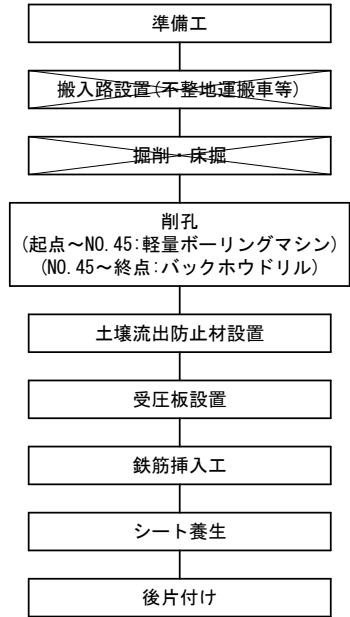 準備工
搬入路設置(不整地運搬車等)
掘削・床掘
削孔
(起点～NO.45:軽量ボーリングマシン)
(NO.45～終点:バックホウドリル)
土壌流出防止材設置
受圧板設置
鉄筋挿入工
シート養生
後片付け